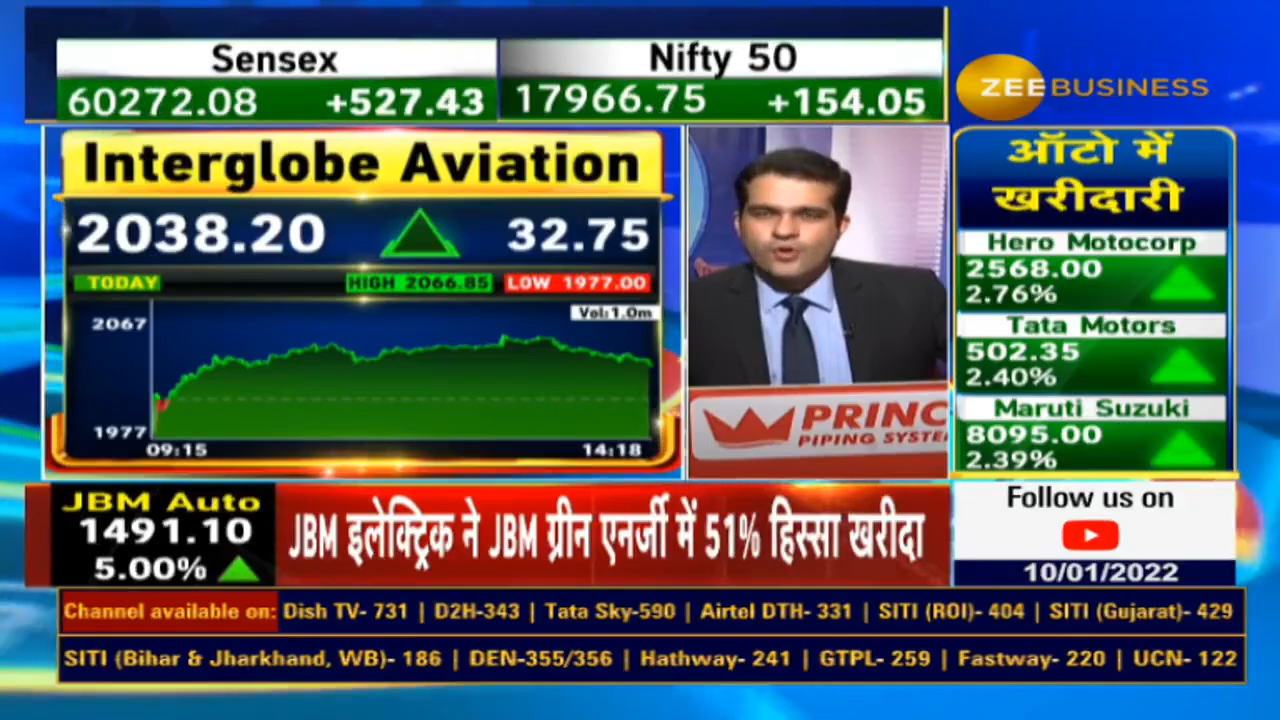 Sensex
60272.08 +527.43
Nifty 50
17966.75 +154.05
ZEEBUSINESS
Interglobe Aviation
2038.20 32.75
TODAY HIGH 2066.85 LOW 1977.00
Vol:1.0m
2067
1977
09:15 14:18
PRINC
PIPING SYSTE
ऑटो में
खरीदारी
Hero Motocorp
2568.00
2.76%
Tata Motors
502.35
2.40%
Maruti Suzuki
8095.00
2.39%
JBM Auto
1491.10
5.00%
JBM इलेक्ट्रिक ने JBM ग्रीन एनर्जी में 51% हिस्सा खरीदा
Follow us on
10/01/2022
Channel available on: Dish TV- 731 | D2H-343 | Tata Sky-590 | Airtel DTH- 331 | SITI (ROI)- 404 | SITI (Gujarat)- 429
SITI (Bihar & Jharkhand, WB)- 186 | DEN-355/356 | Hathway- 241 | GTPL- 259 | Fastway- 220 | UCN- 122